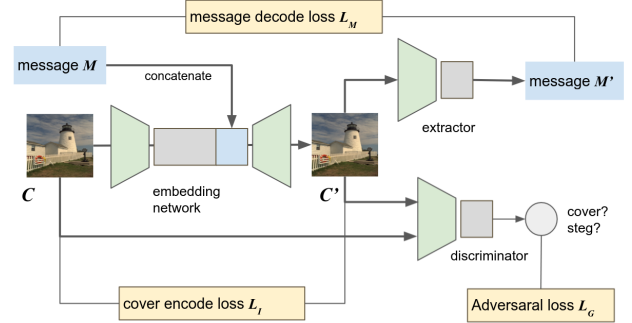 message decode loss L_M
message M
concatenate
message M'
extractor
C
embedding
network
C'
cover?
steg?
discriminator
cover encode loss L_I
Adversaral loss L_G